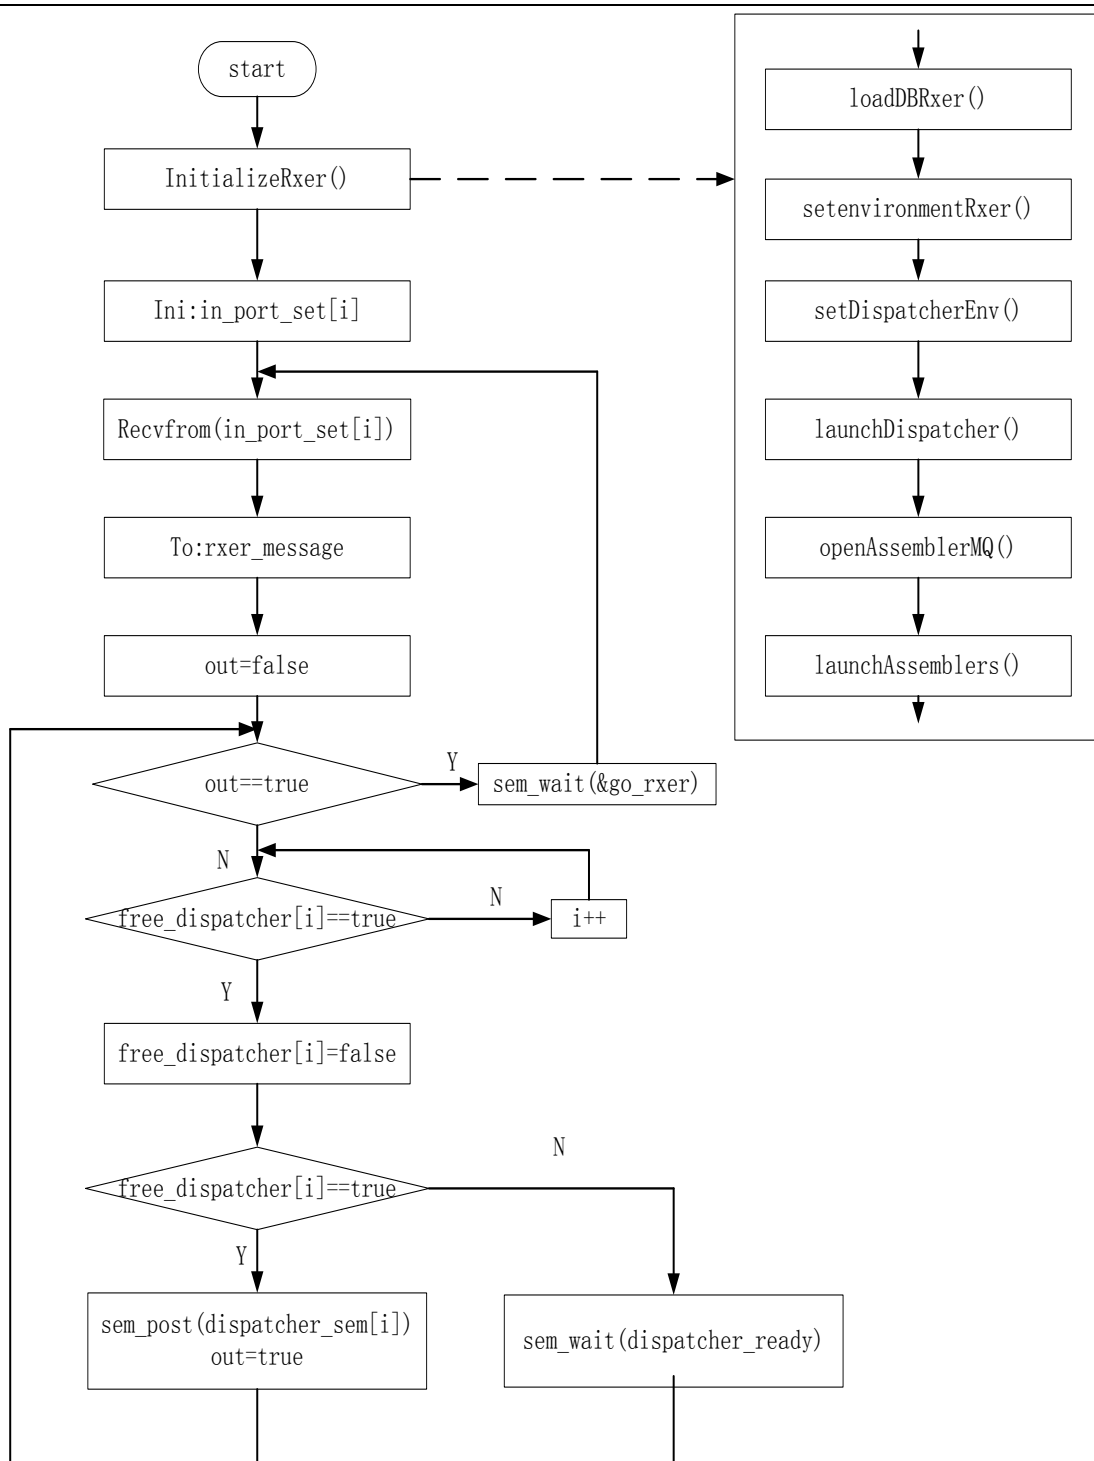 start
InitializeRxer()
Ini:in_port_set[i]
Recvfrom(in_port_set[i])
To:rxer_message
out=false
out==true
Y
sem_wait(&go_rxer)
N
free_dispatcher[i]==true
N
i++
Y
free_dispatcher[i]=false
free_dispatcher[i]==true
N
Y
sem_post(dispatcher_sem[i])
out=true
sem_wait(dispatcher_ready)
loadDBRxer()
setenvironmentRxer()
setDispatcherEnv()
launchDispatcher()
openAssemblerMQ()
launchAssemblers()